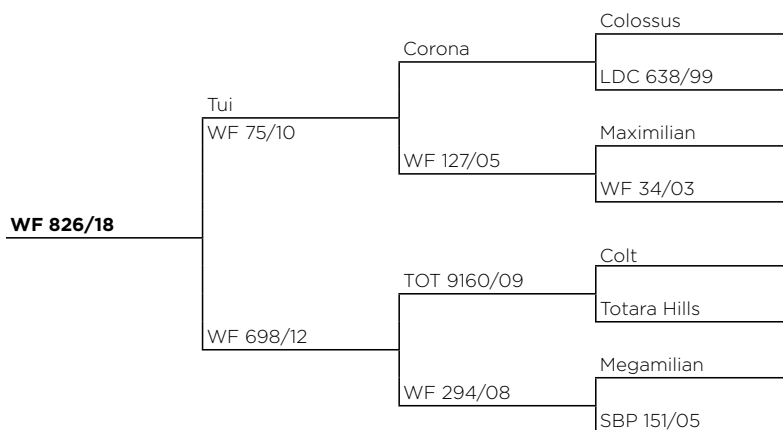 Colossus
Corona
LDC 638/99
Tui
WF 75/10
Maximilian
WF 127/05
WF 34/03
WF 826/18
Colt
TOT 9160/09
Totara Hills
WF 698/12
Megamilian
WF 294/08
SBP 151/05